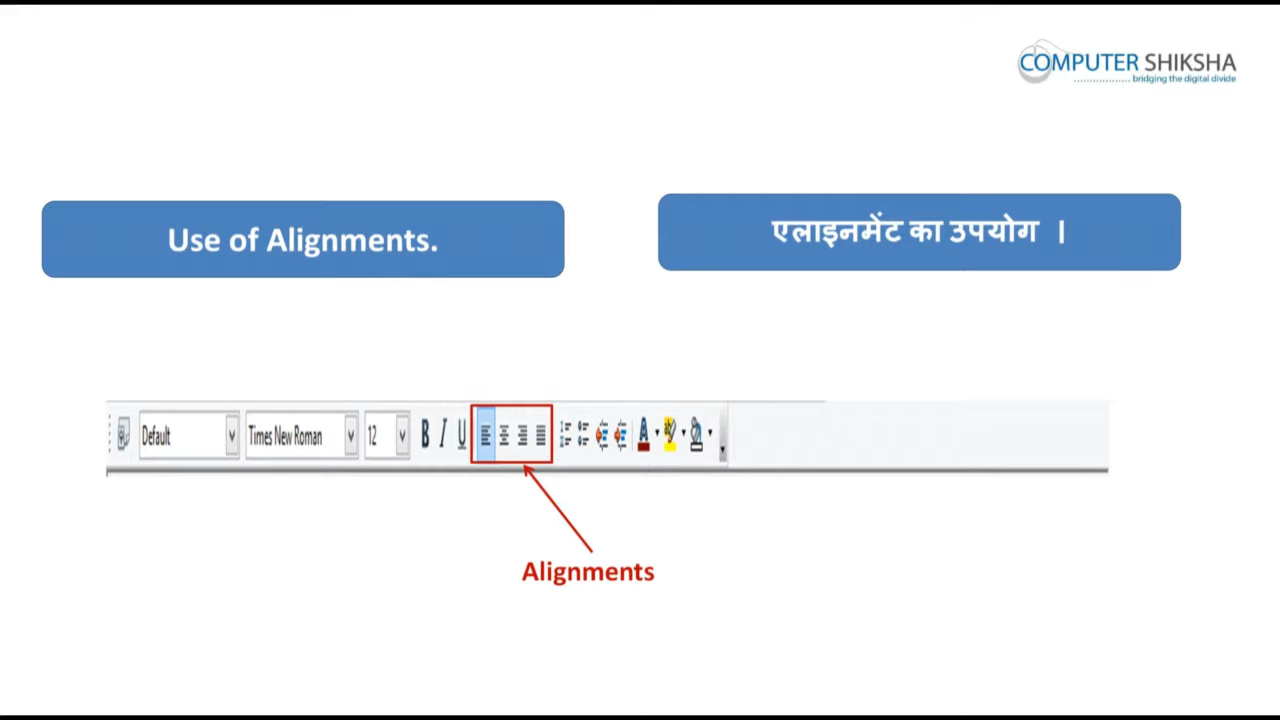 COMPUTER SHIKSHA
bridging the digital divide
Use of Alignments.
एलाइनमेंट का उपयोग ।
Default Times New Roman 12 B I U A
Alignments